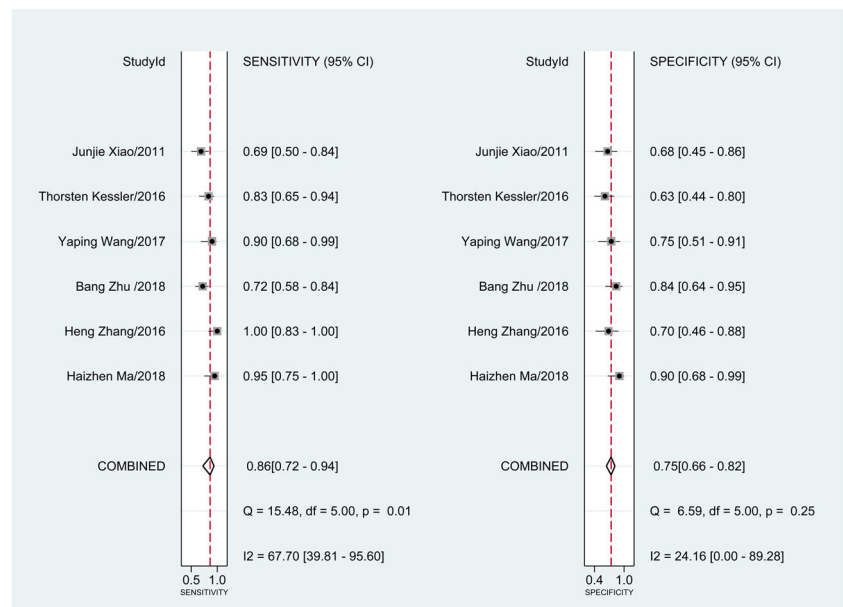 StudyId SENSITIVITY (95% CI)
Junjie Xiao/2011 0.69 [0.50 - 0.84]
Thorsten Kessler/2016 0.83 [0.65 - 0.94]
Yaping Wang/2017 0.90 [0.68 - 0.99]
Bang Zhu /2018 0.72 [0.58 - 0.84]
Heng Zhang/2016 1.00 [0.83 - 1.00]
Haizhen Ma/2018 0.95 [0.75 - 1.00]
COMBINED 0.86[0.72 - 0.94]
Q = 15.48, df = 5.00, p = 0.01
I2 = 67.70 [39.81 - 95.60]
0.5 1.0
SENSITIVITY
StudyId SPECIFICITY (95% CI)
Junjie Xiao/2011 0.68 [0.45 - 0.86]
Thorsten Kessler/2016 0.63 [0.44 - 0.80]
Yaping Wang/2017 0.75 [0.51 - 0.91]
Bang Zhu /2018 0.84 [0.64 - 0.95]
Heng Zhang/2016 0.70 [0.46 - 0.88]
Haizhen Ma/2018 0.90 [0.68 - 0.99]
COMBINED 0.75[0.66 - 0.82]
Q = 6.59, df = 5.00, p = 0.25
I2 = 24.16 [0.00 - 89.28]
0.4 1.0
SPECIFICITY